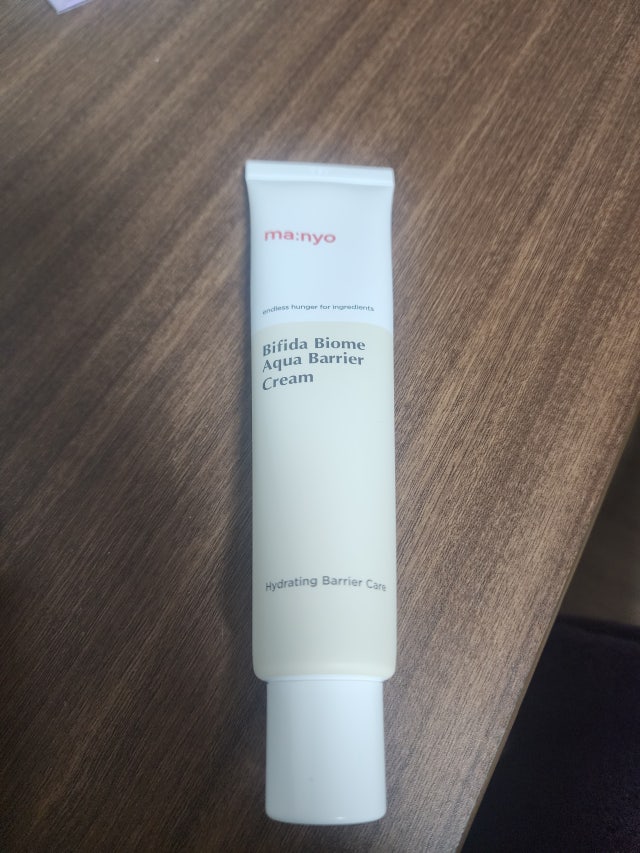 ma:nyo
endless hunger for ingredients
Bifida Biome
Aqua Barrier
Cream
Hydrating Barrier Care